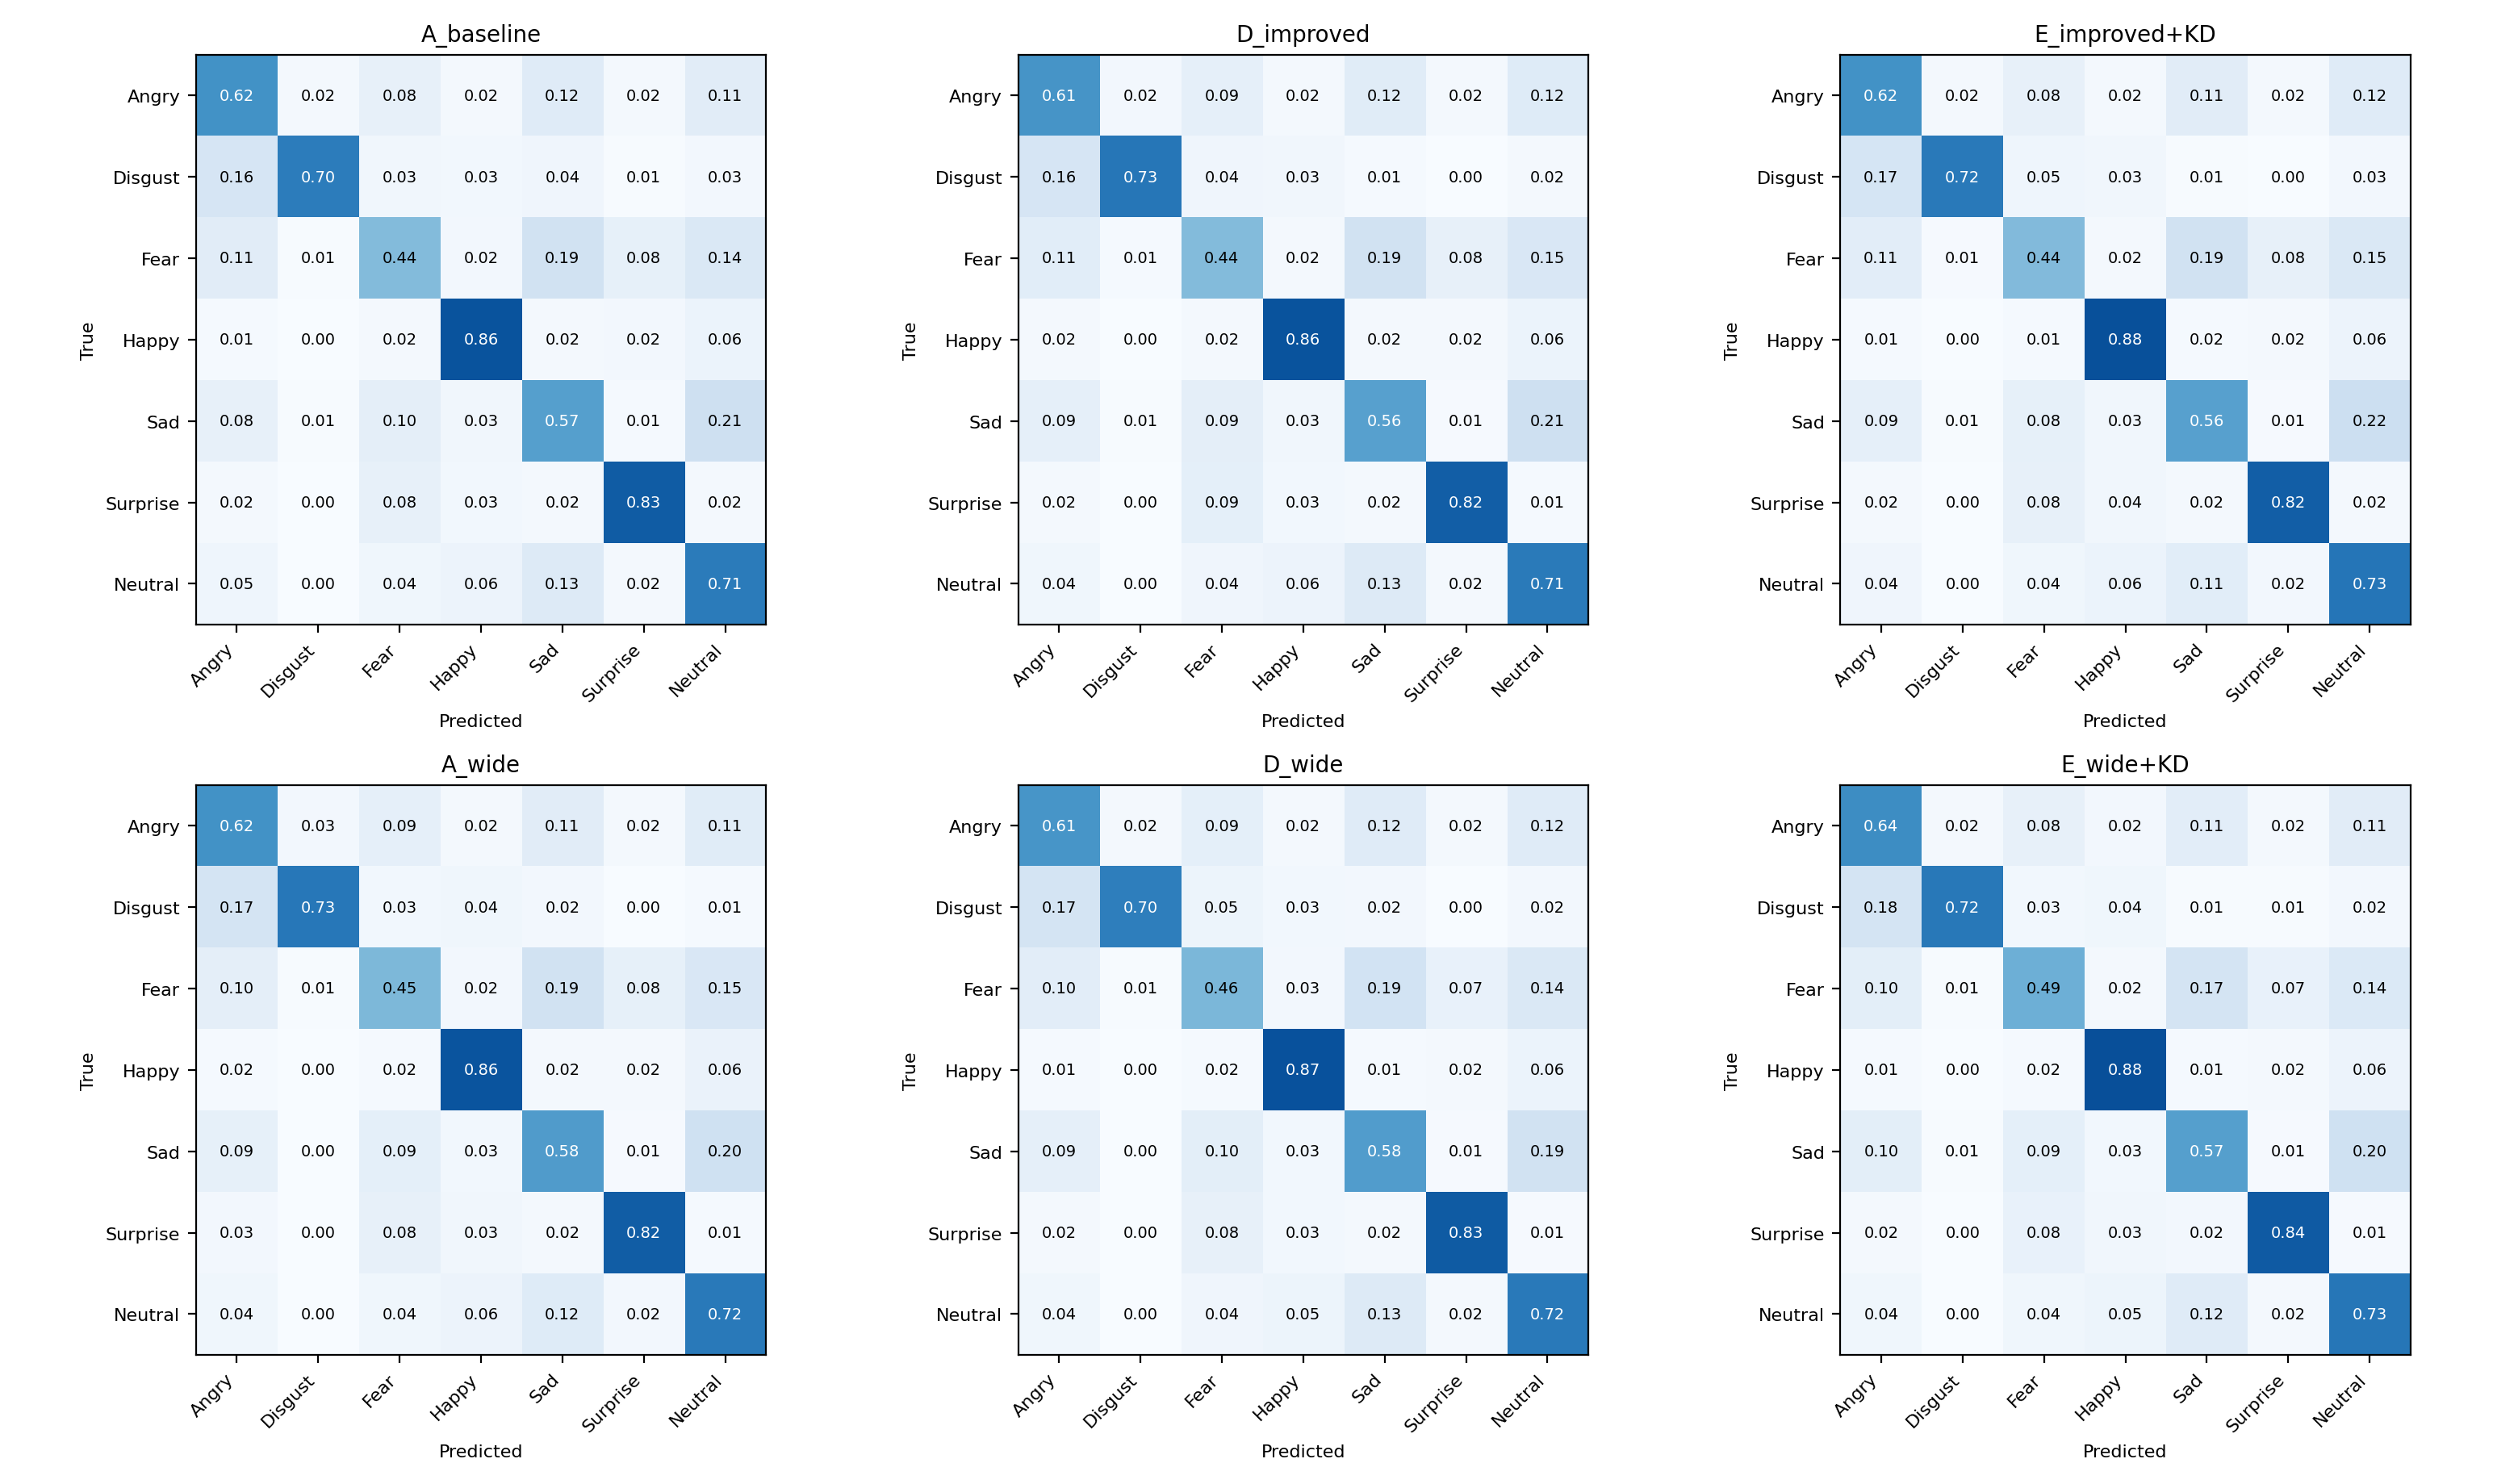 A_baseline
D_improved
E_improved+KD
True
Angry 0.62 0.02 0.08 0.02 0.12 0.02 0.11
Disgust 0.16 0.70 0.03 0.03 0.04 0.01 0.03
Fear 0.11 0.01 0.44 0.02 0.19 0.08 0.14
Happy 0.01 0.00 0.02 0.86 0.02 0.02 0.06
Sad 0.08 0.01 0.10 0.03 0.57 0.01 0.21
Surprise 0.02 0.00 0.08 0.03 0.02 0.83 0.02
Neutral 0.05 0.00 0.04 0.06 0.13 0.02 0.71
Angry Disgust Fear Happy Sad Surprise Neutral
Predicted
True
Angry 0.61 0.02 0.09 0.02 0.12 0.02 0.12
Disgust 0.16 0.73 0.04 0.03 0.01 0.00 0.02
Fear 0.11 0.01 0.44 0.02 0.19 0.08 0.15
Happy 0.02 0.00 0.02 0.86 0.02 0.02 0.06
Sad 0.09 0.01 0.09 0.03 0.56 0.01 0.21
Surprise 0.02 0.00 0.09 0.03 0.02 0.82 0.01
Neutral 0.04 0.00 0.04 0.06 0.13 0.02 0.71
Angry Disgust Fear Happy Sad Surprise Neutral
Predicted
True
Angry 0.62 0.02 0.08 0.02 0.11 0.02 0.12
Disgust 0.17 0.72 0.05 0.03 0.01 0.00 0.03
Fear 0.11 0.01 0.44 0.02 0.19 0.08 0.15
Happy 0.01 0.00 0.01 0.88 0.02 0.02 0.06
Sad 0.09 0.01 0.08 0.03 0.56 0.01 0.22
Surprise 0.02 0.00 0.08 0.04 0.02 0.82 0.02
Neutral 0.04 0.00 0.04 0.06 0.11 0.02 0.73
Angry Disgust Fear Happy Sad Surprise Neutral
Predicted
A_wide
D_wide
E_wide+KD
True
Angry 0.62 0.03 0.09 0.02 0.11 0.02 0.11
Disgust 0.17 0.73 0.03 0.04 0.02 0.00 0.01
Fear 0.10 0.01 0.45 0.02 0.19 0.08 0.15
Happy 0.02 0.00 0.02 0.86 0.02 0.02 0.06
Sad 0.09 0.00 0.09 0.03 0.58 0.01 0.20
Surprise 0.03 0.00 0.08 0.03 0.02 0.82 0.01
Neutral 0.04 0.00 0.04 0.06 0.12 0.02 0.72
Angry Disgust Fear Happy Sad Surprise Neutral
Predicted
True
Angry 0.61 0.02 0.09 0.02 0.12 0.02 0.12
Disgust 0.17 0.70 0.05 0.03 0.02 0.00 0.02
Fear 0.10 0.01 0.46 0.03 0.19 0.07 0.14
Happy 0.01 0.00 0.02 0.87 0.01 0.02 0.06
Sad 0.09 0.00 0.10 0.03 0.58 0.01 0.19
Surprise 0.02 0.00 0.08 0.03 0.02 0.83 0.01
Neutral 0.04 0.00 0.04 0.05 0.13 0.02 0.72
Angry Disgust Fear Happy Sad Surprise Neutral
Predicted
True
Angry 0.64 0.02 0.08 0.02 0.11 0.02 0.11
Disgust 0.18 0.72 0.03 0.04 0.01 0.01 0.02
Fear 0.10 0.01 0.49 0.02 0.17 0.07 0.14
Happy 0.01 0.00 0.02 0.88 0.01 0.02 0.06
Sad 0.10 0.01 0.09 0.03 0.57 0.01 0.20
Surprise 0.02 0.00 0.08 0.03 0.02 0.84 0.01
Neutral 0.04 0.00 0.04 0.05 0.12 0.02 0.73
Angry Disgust Fear Happy Sad Surprise Neutral
Predicted